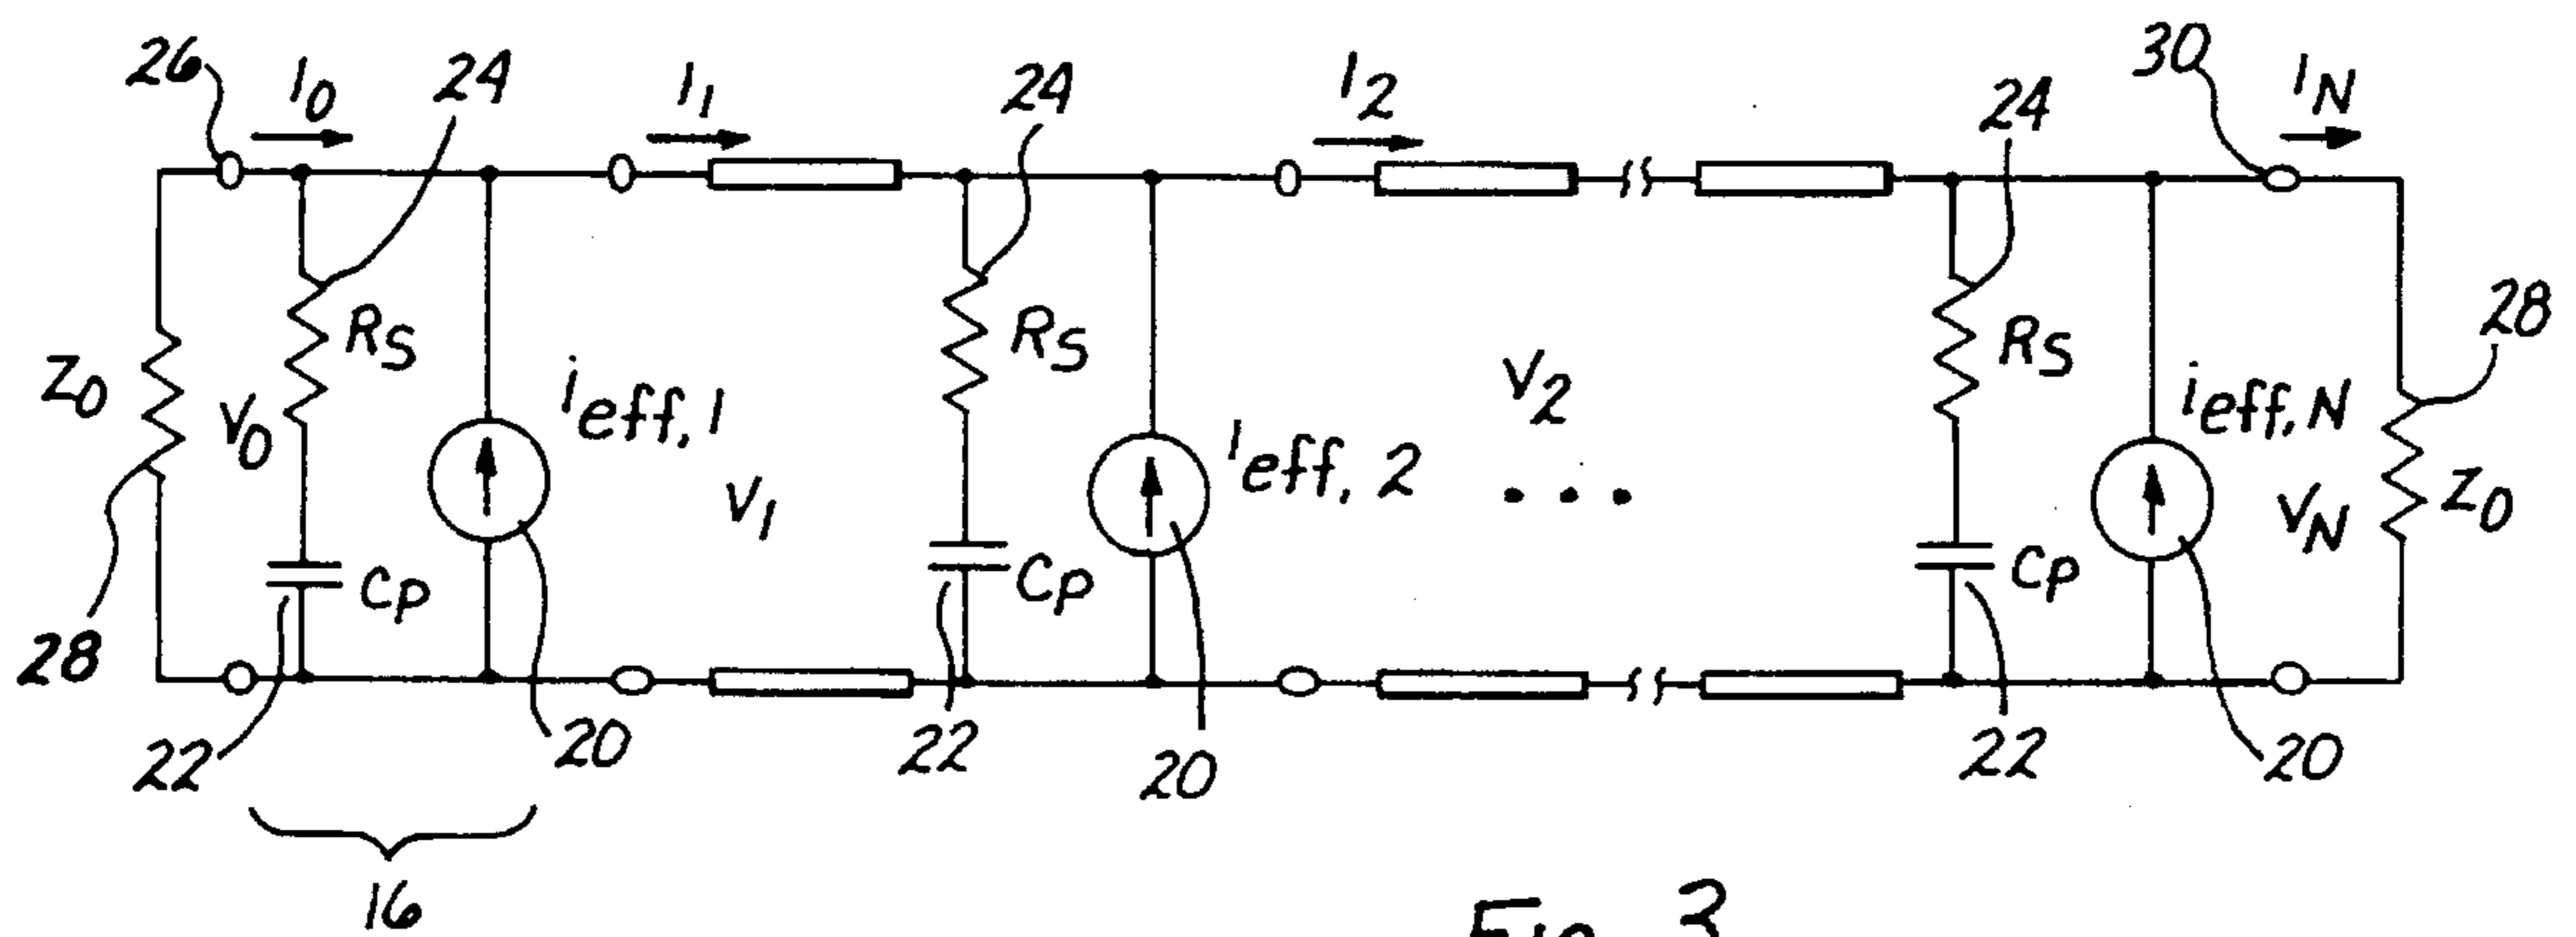 26 I0 24 I1 24 I2 30 IN
24
28
Z0 V0 RS ieff,1 RS V2 RS ieff,N
V1 ieff,2 ... VN Z0
CP CP CP
28
22 20 22 20 22 20
16
Fig. 3